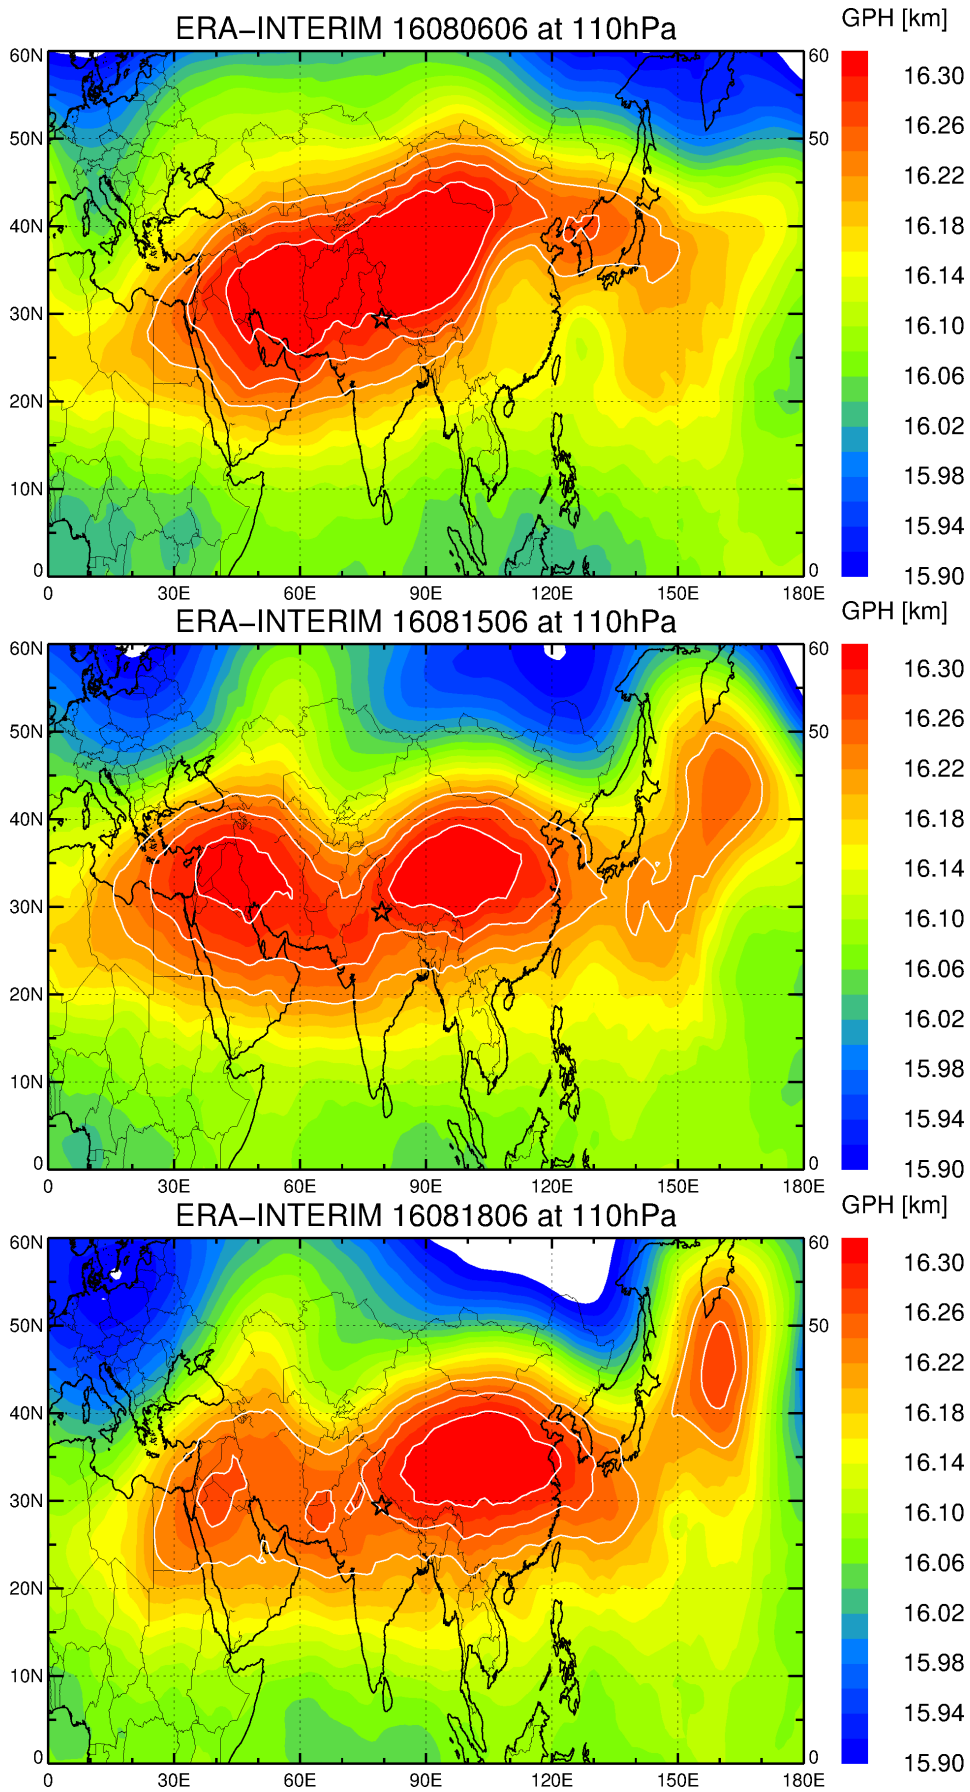 ERA−INTERIM 16080606 at 110hPa
GPH [km]
60N
50N
40N
30N
20N
10N
0
60
50
0
0 30E 60E 90E 120E 150E 180E
16.30
16.26
16.22
16.18
16.14
16.10
16.06
16.02
15.98
15.94
15.90
ERA−INTERIM 16081506 at 110hPa
GPH [km]
60N
50N
40N
30N
20N
10N
0
60
50
0
0 30E 60E 90E 120E 150E 180E
16.30
16.26
16.22
16.18
16.14
16.10
16.06
16.02
15.98
15.94
15.90
ERA−INTERIM 16081806 at 110hPa
GPH [km]
60N
50N
40N
30N
20N
10N
0
60
50
0
0 30E 60E 90E 120E 150E 180E
16.30
16.26
16.22
16.18
16.14
16.10
16.06
16.02
15.98
15.94
15.90